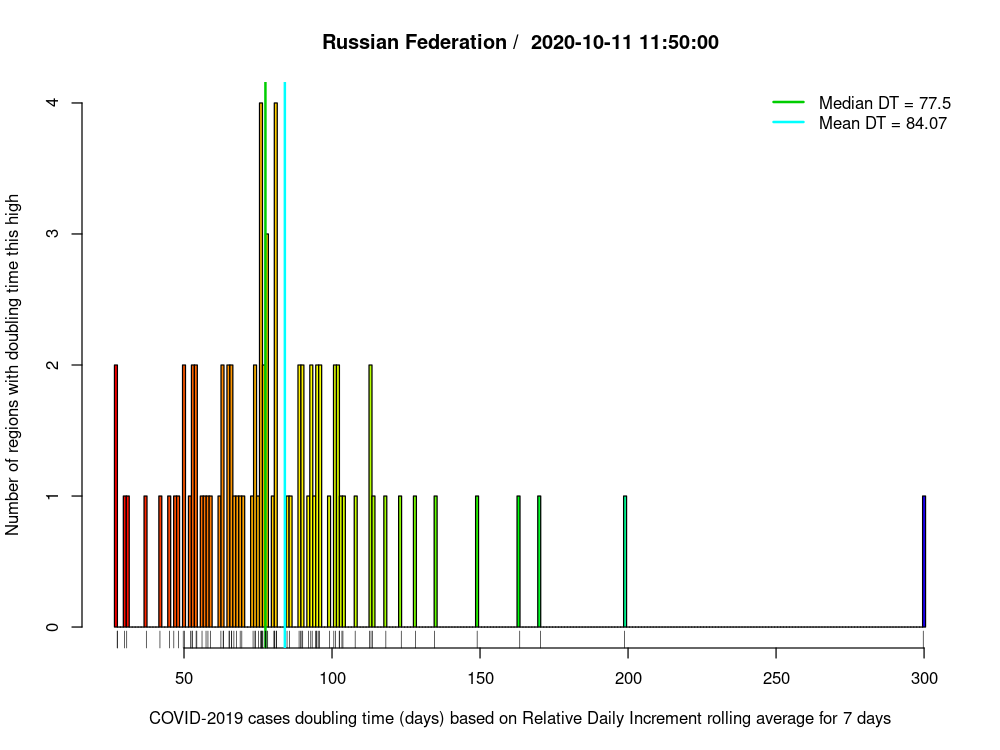 Russian Federation /  2020-10-11 11:50:00
Median DT = 77.5
Mean DT = 84.07
Number of regions with doubling time this high
4
3
2
1
0
50 100 150 200 250 300
COVID-2019 cases doubling time (days) based on Relative Daily Increment rolling average for 7 days